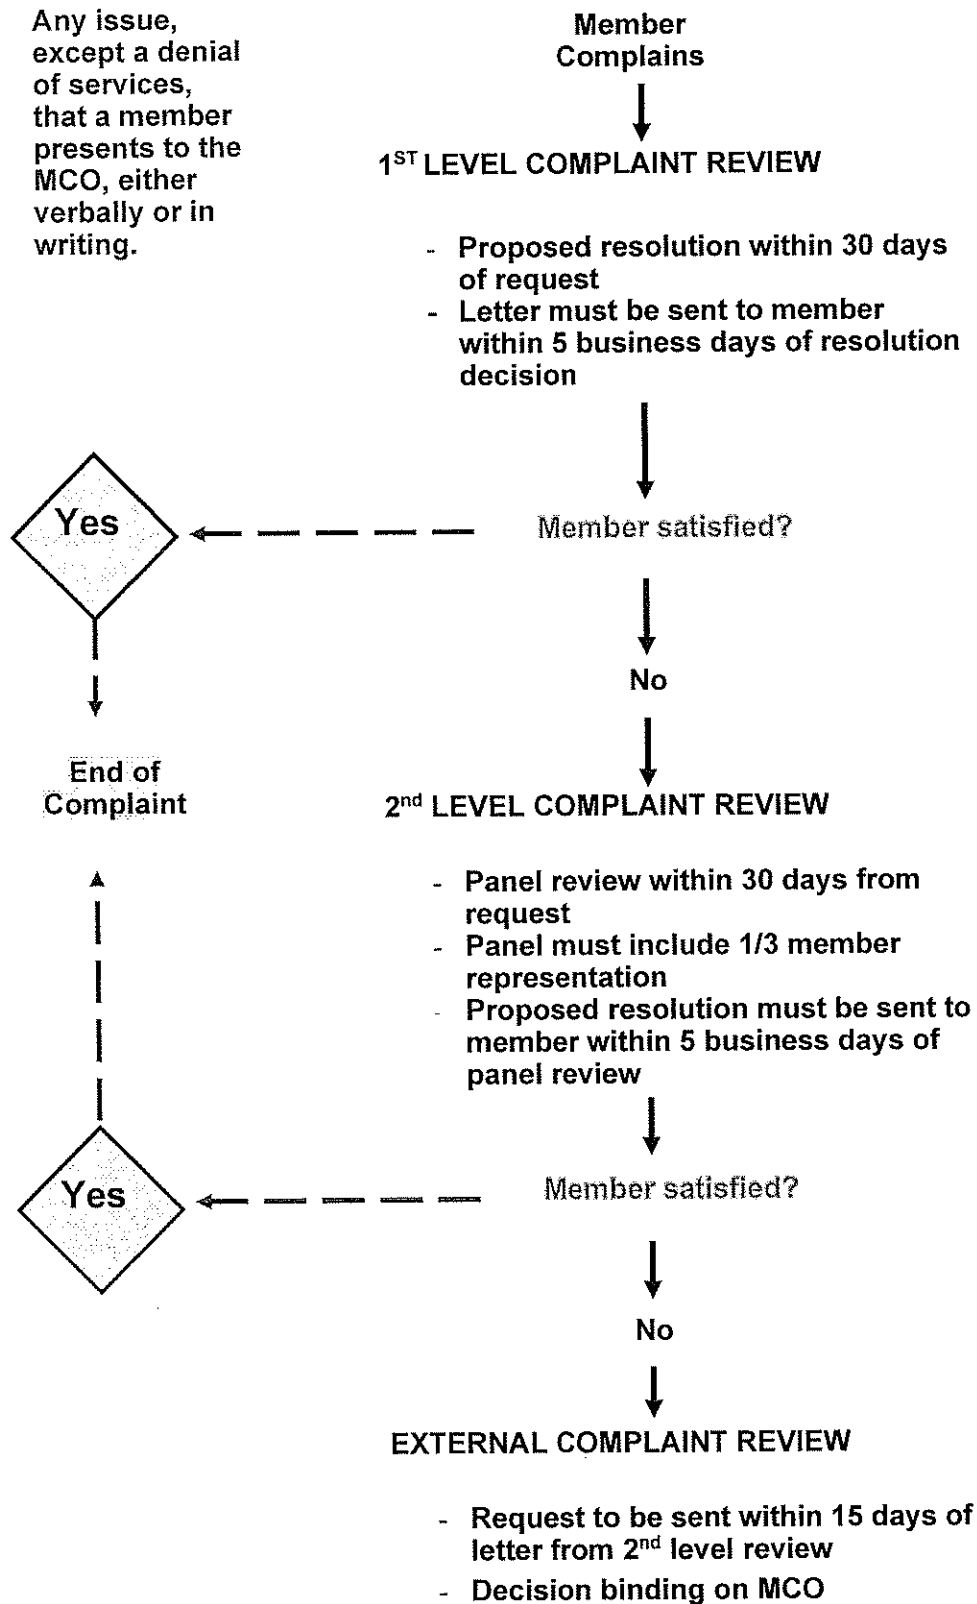 Any issue,
except a denial
of services,
that a member
presents to the
MCO, either
verbally or in
writing.
Member
Complains
1ST LEVEL COMPLAINT REVIEW
- Proposed resolution within 30 days
of request
- Letter must be sent to member
within 5 business days of resolution
decision
Yes
Member satisfied?
No
End of
Complaint
2nd LEVEL COMPLAINT REVIEW
- Panel review within 30 days from
request
- Panel must include 1/3 member
representation
- Proposed resolution must be sent to
member within 5 business days of
panel review
Yes
Member satisfied?
No
EXTERNAL COMPLAINT REVIEW
- Request to be sent within 15 days of
letter from 2nd level review
- Decision binding on MCO